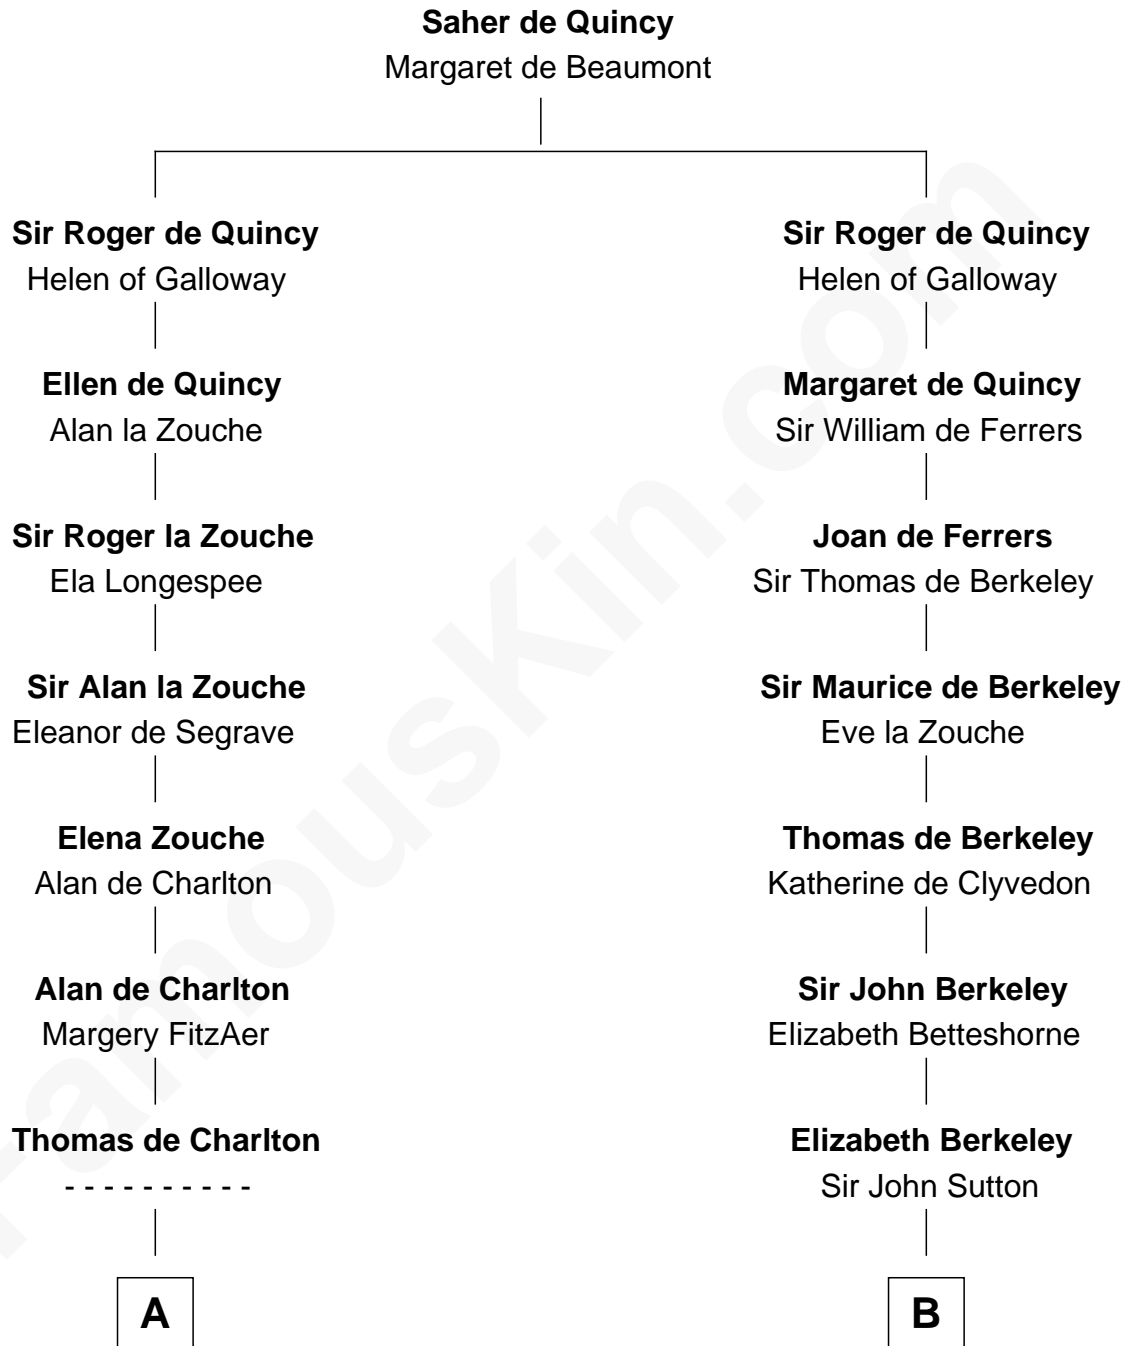 Saher de Quincy
Margaret de Beaumont
Sir Roger de Quincy
Helen of Galloway
Sir Roger de Quincy
Helen of Galloway
Ellen de Quincy
Alan la Zouche
Margaret de Quincy
Sir William de Ferrers
Sir Roger la Zouche
Ela Longespee
Joan de Ferrers
Sir Thomas de Berkeley
Sir Alan la Zouche
Eleanor de Segrave
Sir Maurice de Berkeley
Eve la Zouche
Elena Zouche
Alan de Charlton
Thomas de Berkeley
Katherine de Clyvedon
Alan de Charlton
Margery FitzAer
Sir John Berkeley
Elizabeth Betteshorne
Thomas de Charlton
- - - - - - - - - -
Elizabeth Berkeley
Sir John Sutton
A
B
FamousKin.com